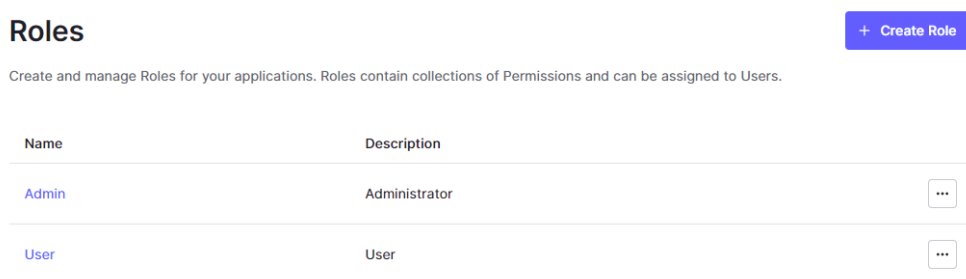 Roles
+ Create Role
Create and manage Roles for your applications. Roles contain collections of Permissions and can be assigned to Users.
Name Description
Admin Administrator ...
User User ...